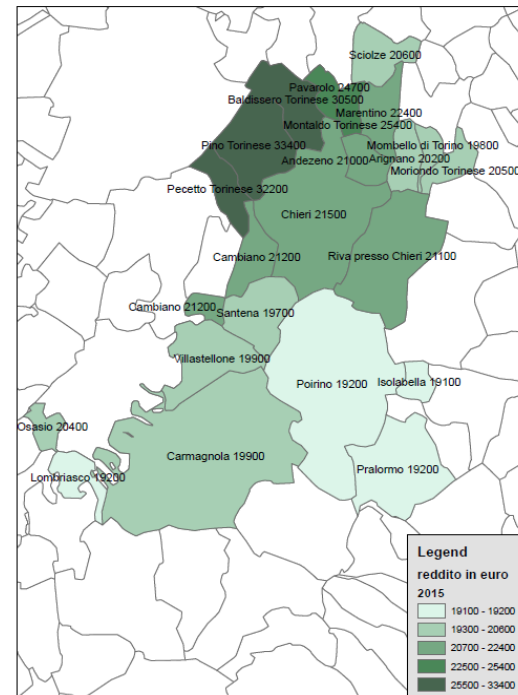 Sciolze 20600
Pavarolo 24700
Baldissero Torinese 30500
Marentino 22400
Montaldo Torinese 25400
Pino Torinese 33400
Mombello di Torino 19800
Andezeno 21000
Arignano 20200
Moriondo Torinese 20500
Pecetto Torinese 32200
Chieri 21500
Cambiano 21200
Riva presso Chieri 21100
Cambiano 21200
Santena 19700
Villastellone 19900
Poirino 19200
Isolabella 19100
Osasio 20400
Carmagnola 19900
Pralormo 19200
Lombriasco 19200
Legend
reddito in euro
2015
19100 - 19200
19300 - 20600
20700 - 22400
22500 - 25400
25500 - 33400